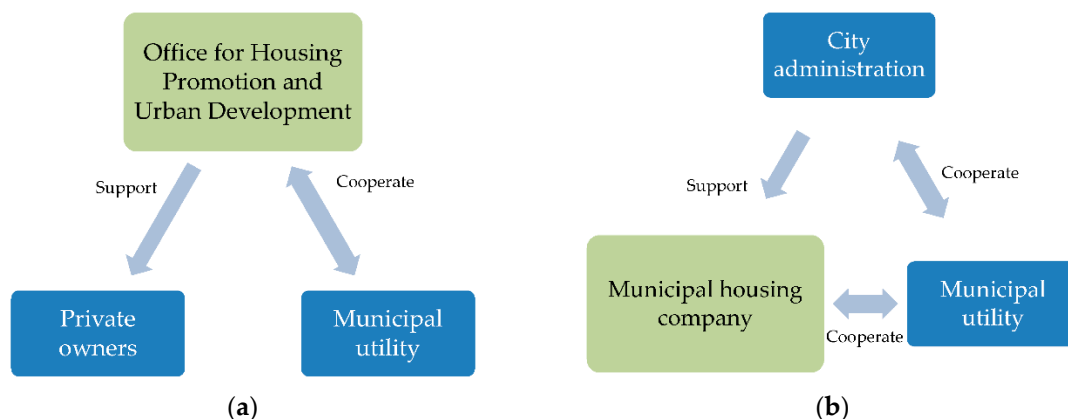 Office for Housing
Promotion and
Urban Development
Support
Cooperate
Private
owners
Municipal
utility
(a)
City
administration
Support
Cooperate
Municipal housing
company
Cooperate
Municipal
utility
(b)